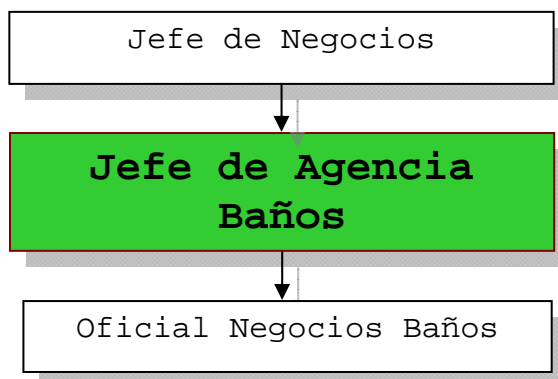 Jefe de Negocios
Jefe de Agencia
Baños
Oficial Negocios Baños